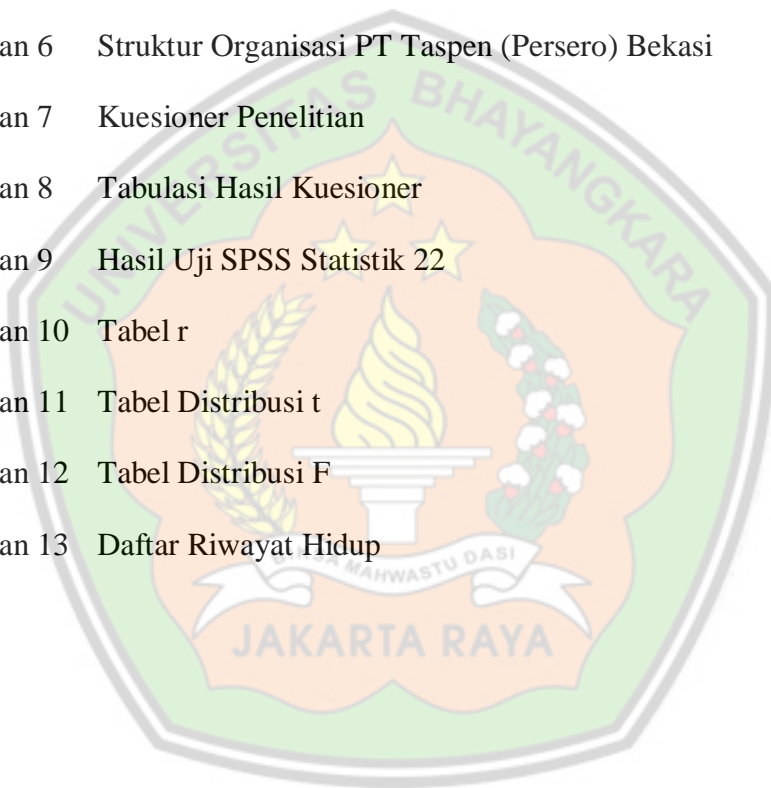 an 6 Struktur Organisasi PT Taspen (Persero) Bekasi
an 7 Kuesioner Penelitian
an 8 Tabulasi Hasil Kuesioner
an 9 Hasil Uji SPSS Statistik 22
an 10 Tabel r
an 11 Tabel Distribusi t
an 12 Tabel Distribusi F
an 13 Daftar Riwayat Hidup
UNIVERSITAS BHAYANGKARA
MAHWASTU DASI
JAKARTA RAYA